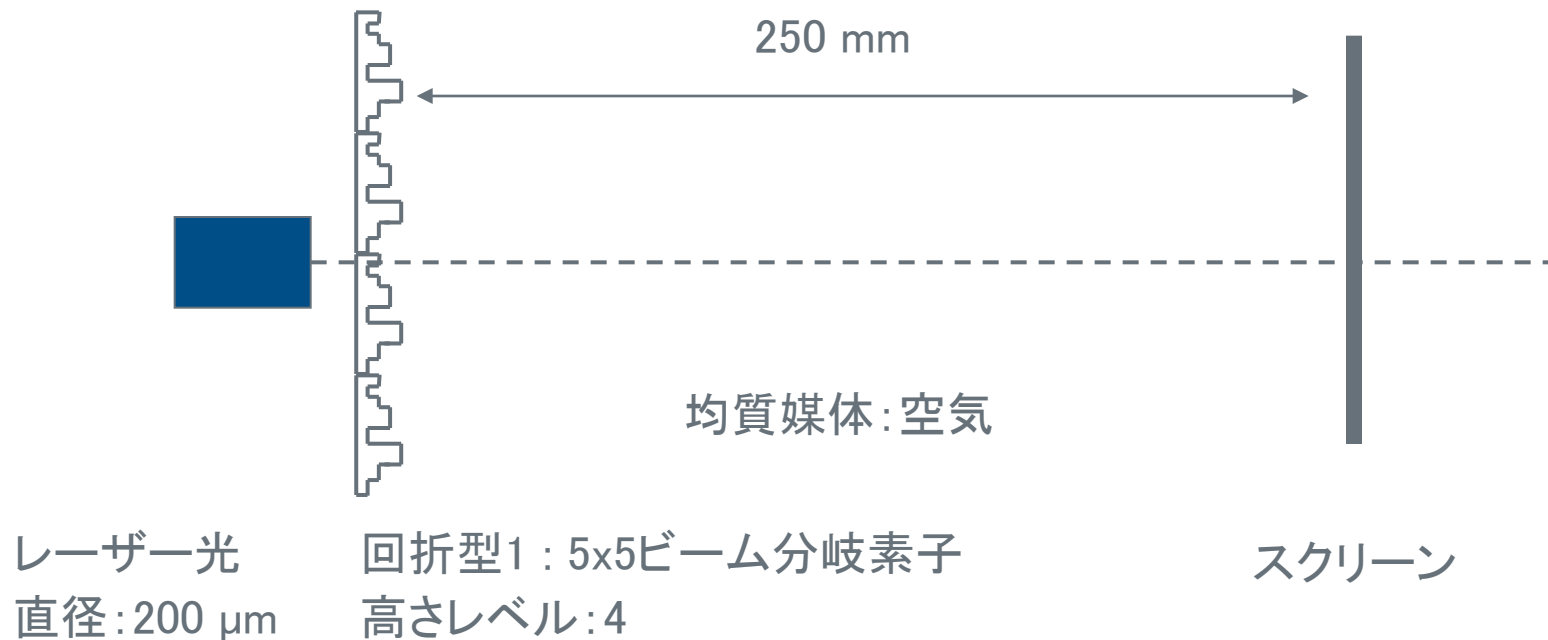 250 mm
均質媒体：空気
レーザー光
直径：200 µm
回折型1：5x5ビーム分岐素子
高さレベル：4
スクリーン